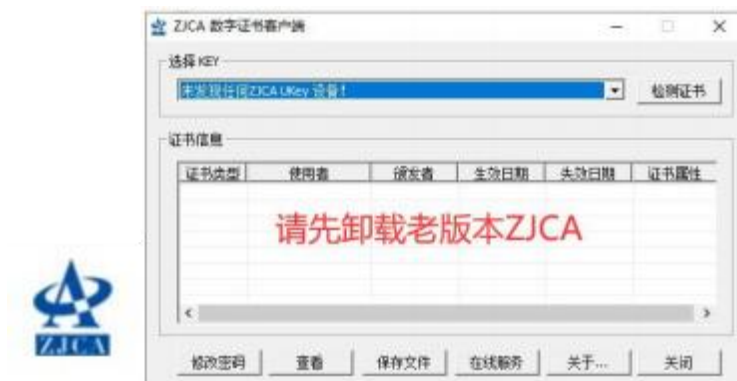 ZJCA 数字证书客户端
选择 KEY
未发现任何ZJCA UKey 设备!
检测证书
证书信息
证书类型 使用者 颁发者 生效日期 失效日期 证书属性
请先卸载老版本ZJCA
ZJCA
修改密码 查看 保存文件 在线服务 关于... 关闭